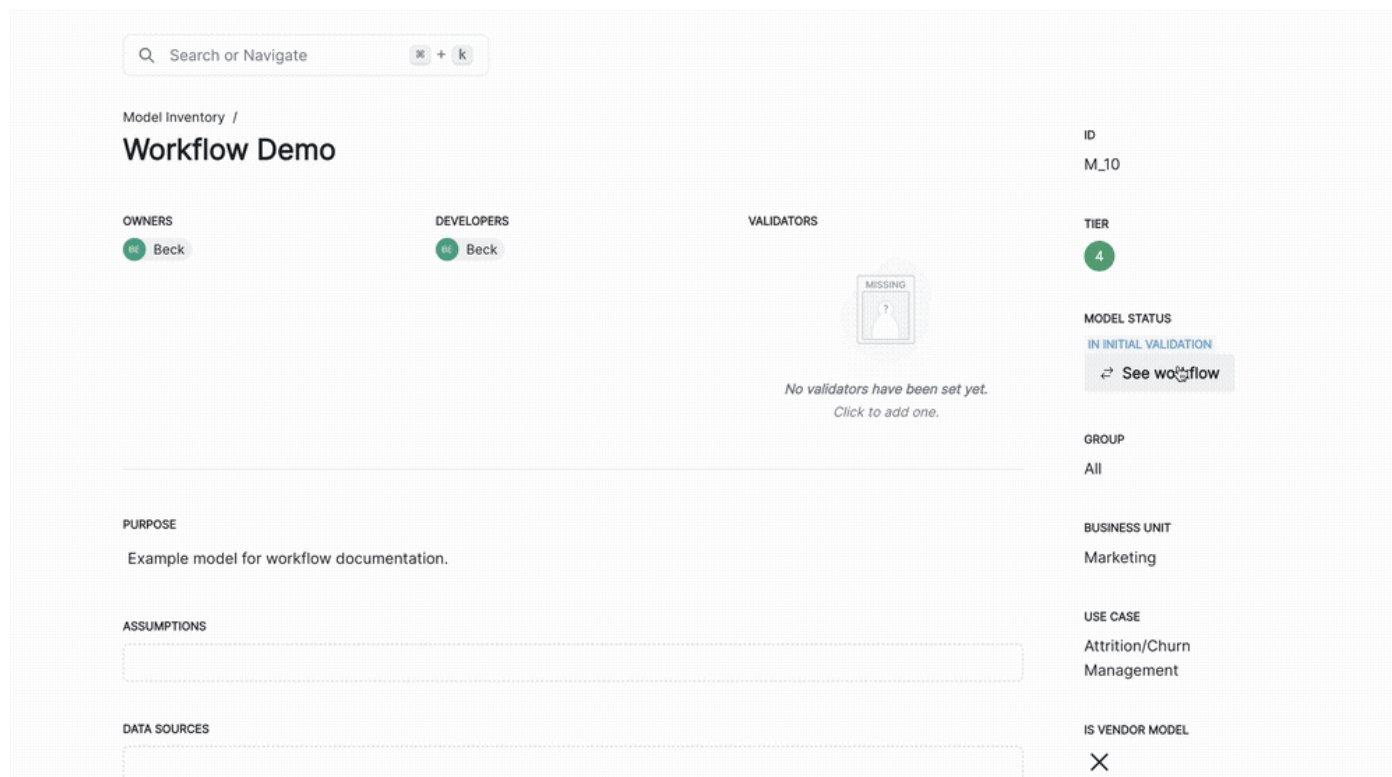 Search or Navigate ⌘ + k
Model Inventory /
Workflow Demo
OWNERS
BE Beck
DEVELOPERS
BE Beck
VALIDATORS
MISSING
?
No validators have been set yet.
Click to add one.
PURPOSE
Example model for workflow documentation.
ASSUMPTIONS
DATA SOURCES
ID
M_10
TIER
4
MODEL STATUS
IN INITIAL VALIDATION
See workflow
GROUP
All
BUSINESS UNIT
Marketing
USE CASE
Attrition/Churn
Management
IS VENDOR MODEL